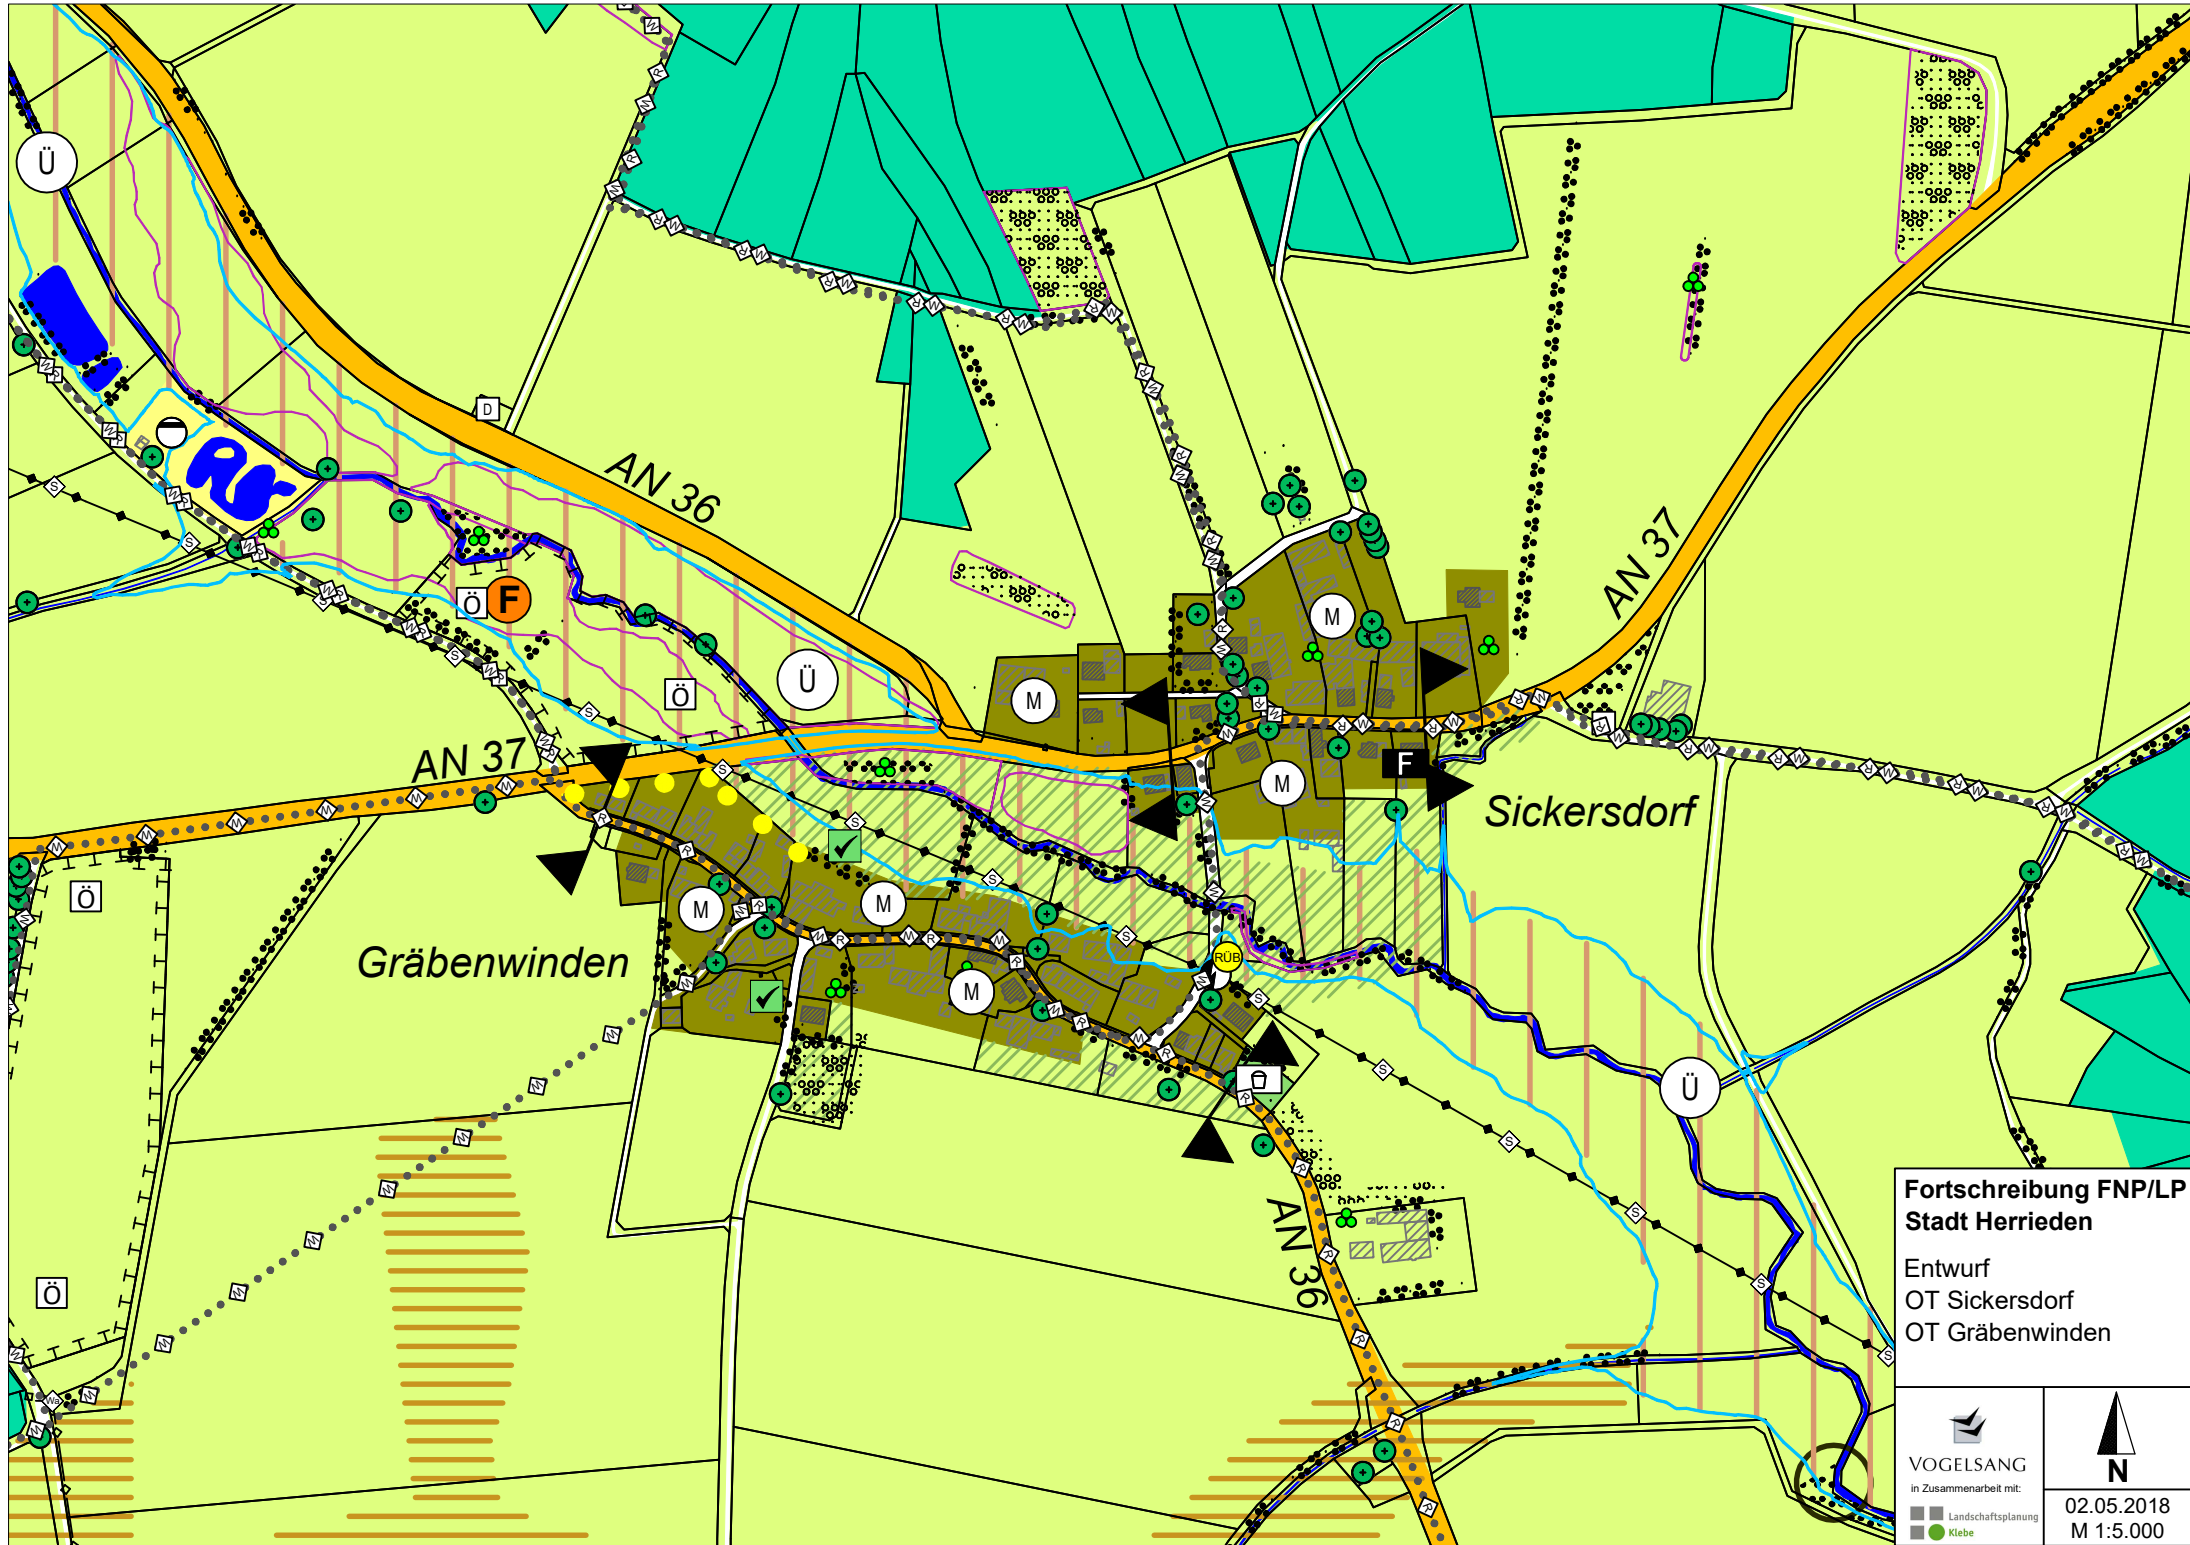 Ü
D
AN 36
AN 37
M
Ö F
Ö
Ü
M
AN 37
M
F
Sickersdorf
Ö
M
M
Gräbenwinden
RÜB
M
Ü
Ö
AN 36
Wa
Fortschreibung FNP/LP
Stadt Herrieden
Entwurf
OT Sickersdorf
OT Gräbenwinden
VOGELSANG
in Zusammenarbeit mit:
Landschaftsplanung
Klebe
N
02.05.2018
M 1:5.000